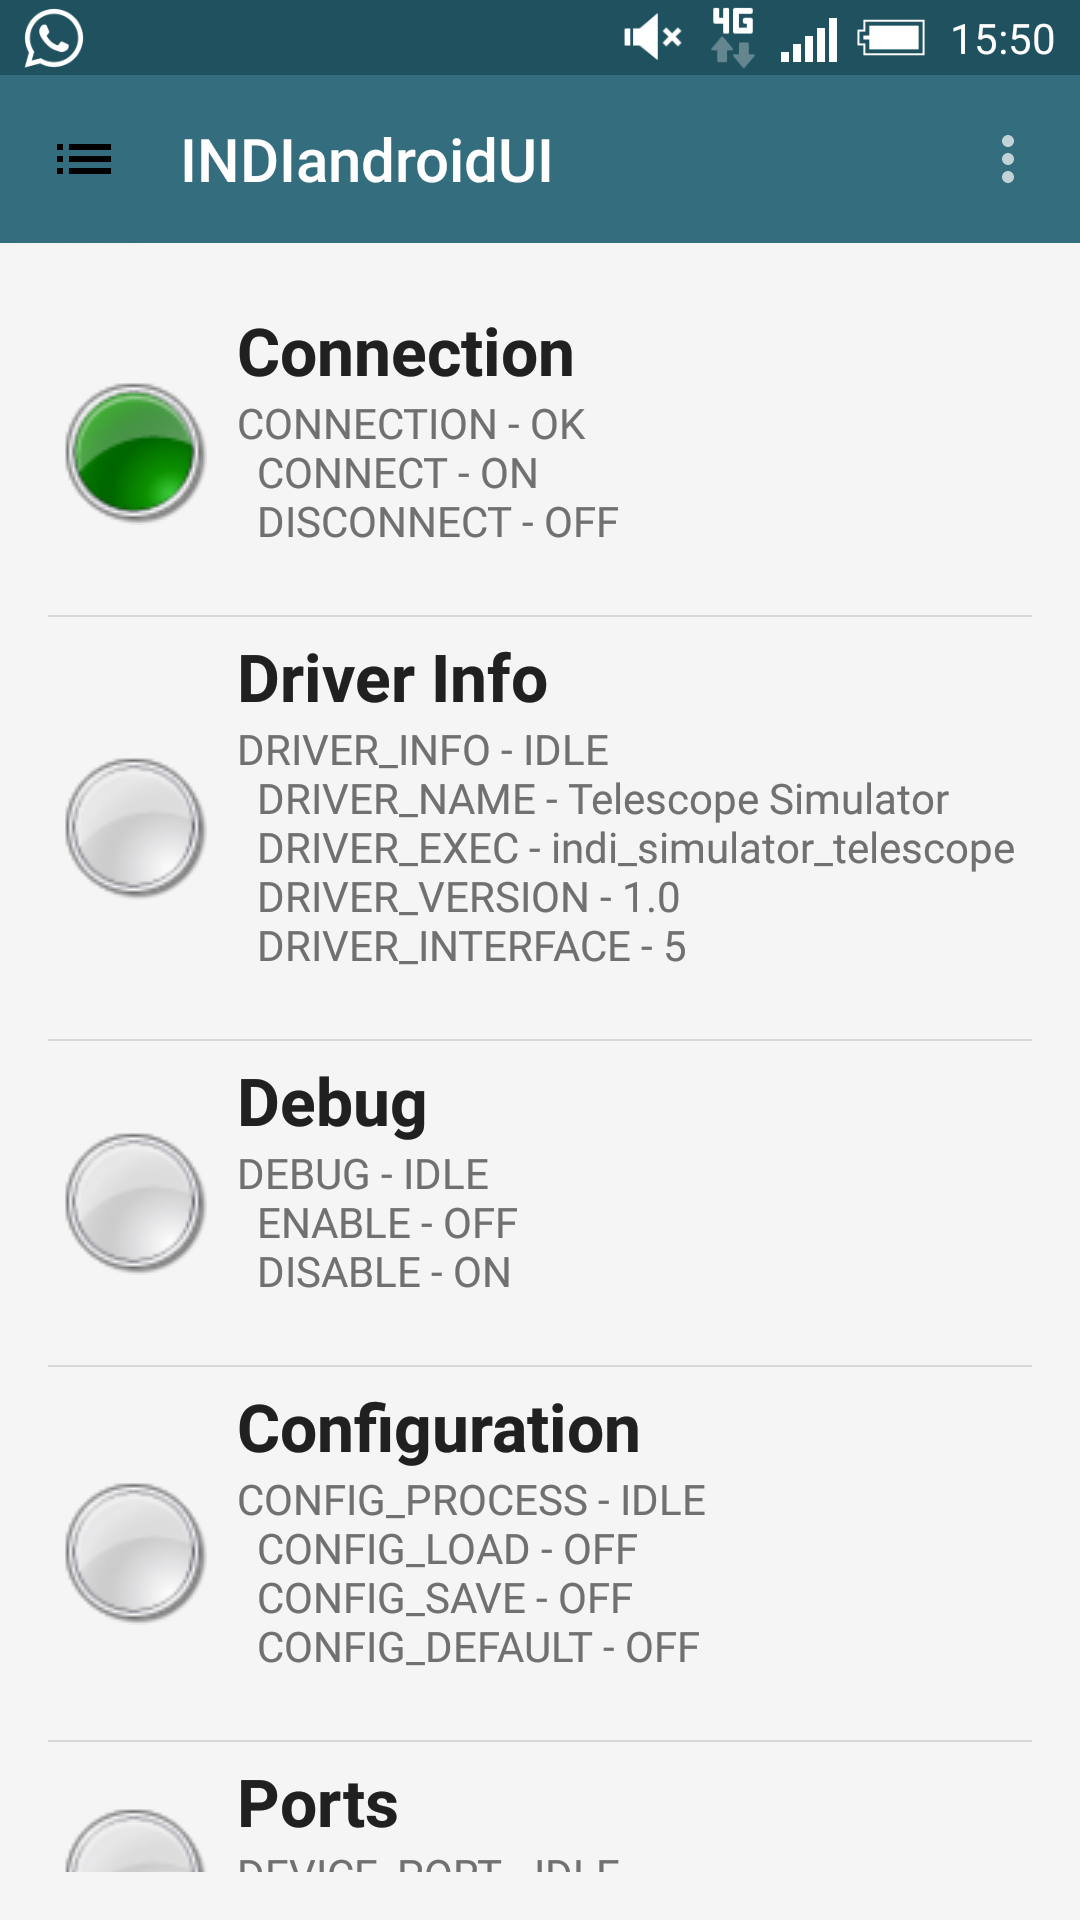 4G 15:50
INDIandroidUI
Connection
CONNECTION - OK
CONNECT - ON
DISCONNECT - OFF
Driver Info
DRIVER_INFO - IDLE
DRIVER_NAME - Telescope Simulator
DRIVER_EXEC - indi_simulator_telescope
DRIVER_VERSION - 1.0
DRIVER_INTERFACE - 5
Debug
DEBUG - IDLE
ENABLE - OFF
DISABLE - ON
Configuration
CONFIG_PROCESS - IDLE
CONFIG_LOAD - OFF
CONFIG_SAVE - OFF
CONFIG_DEFAULT - OFF
Ports
DEVICE_PORT - IDLE